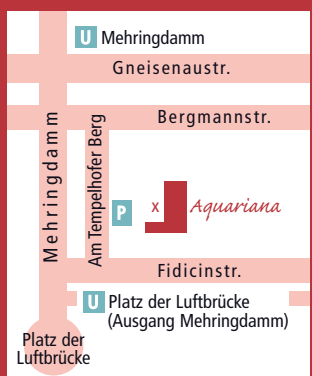 U Mehringdamm
Gneisenaustr.
Bergmannstr.
Mehringdamm
Am Tempelhofer Berg
P
x Aquariana
Fidicinstr.
U Platz der Luftbrücke
(Ausgang Mehringdamm)
Platz der
Luftbrücke